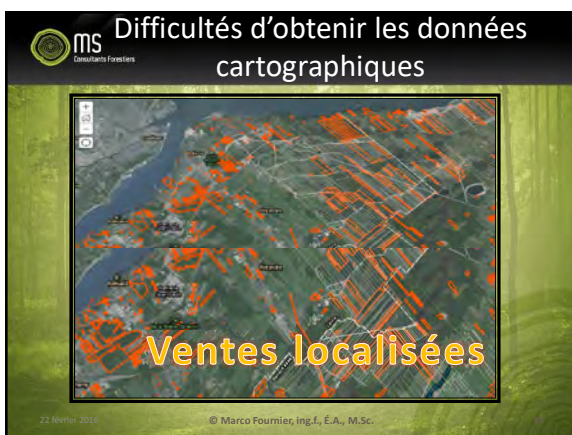 Difficultés d'obtenir les données
cartographiques
ms
Consultants Forestiers
Ventes localisées
22 février 2016
© Marco Fournier, ing.f., É.A., M.Sc.